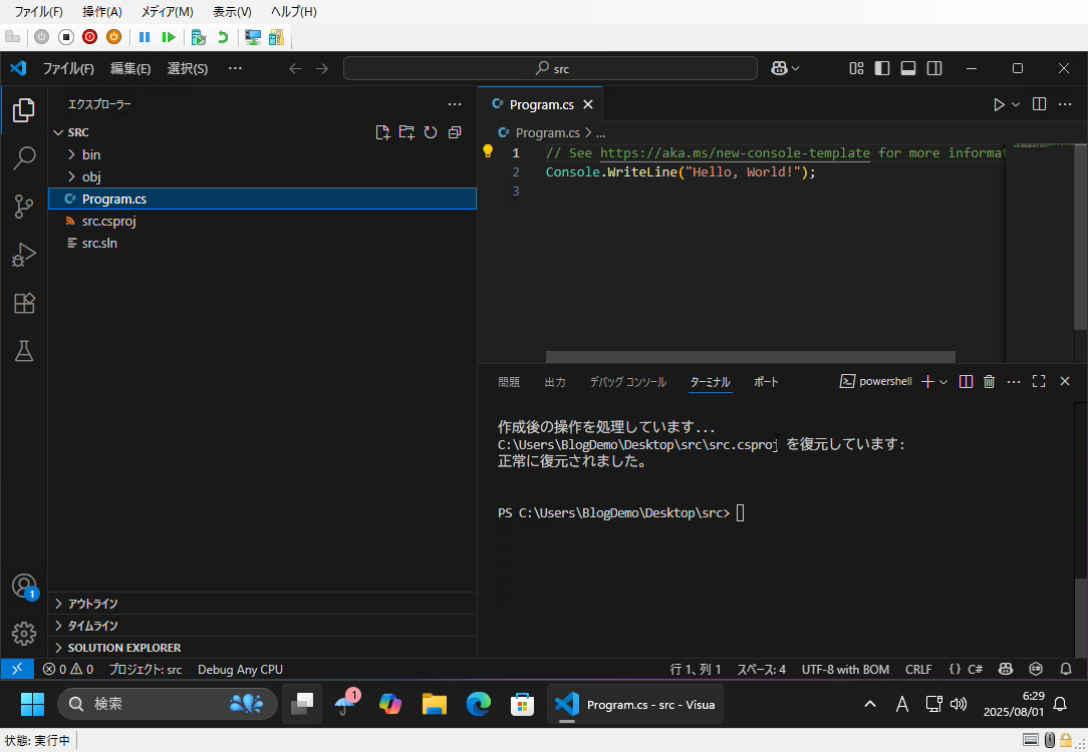 ファイル(F) 操作(A) メディア(M) 表示(V) ヘルプ(H)
ファイル(F) 編集(E) 選択(S) ··· src
エクスプローラー
Program.cs
SRC
Program.cs > ...
bin
obj
Program.cs
src.csproj
src.sln
1 // See https://aka.ms/new-console-template for more informat
2 Console.WriteLine("Hello, World!");
3
問題 出力 デバッグ コンソール ターミナル ポート powershell
作成後の操作を処理しています...
C:\Users\BlogDemo\Desktop\src\src.csproj を復元しています:
正常に復元されました。
PS C:\Users\BlogDemo\Desktop\src>
1
アウトライン
タイムライン
SOLUTION EXPLORER
0 0 プロジェクト: src Debug Any CPU 行 1、列 1 スペース: 4 UTF-8 with BOM CRLF {} C#
検索 1 Program.cs - src - Visua A 6:29
2025/08/01
状態: 実行中